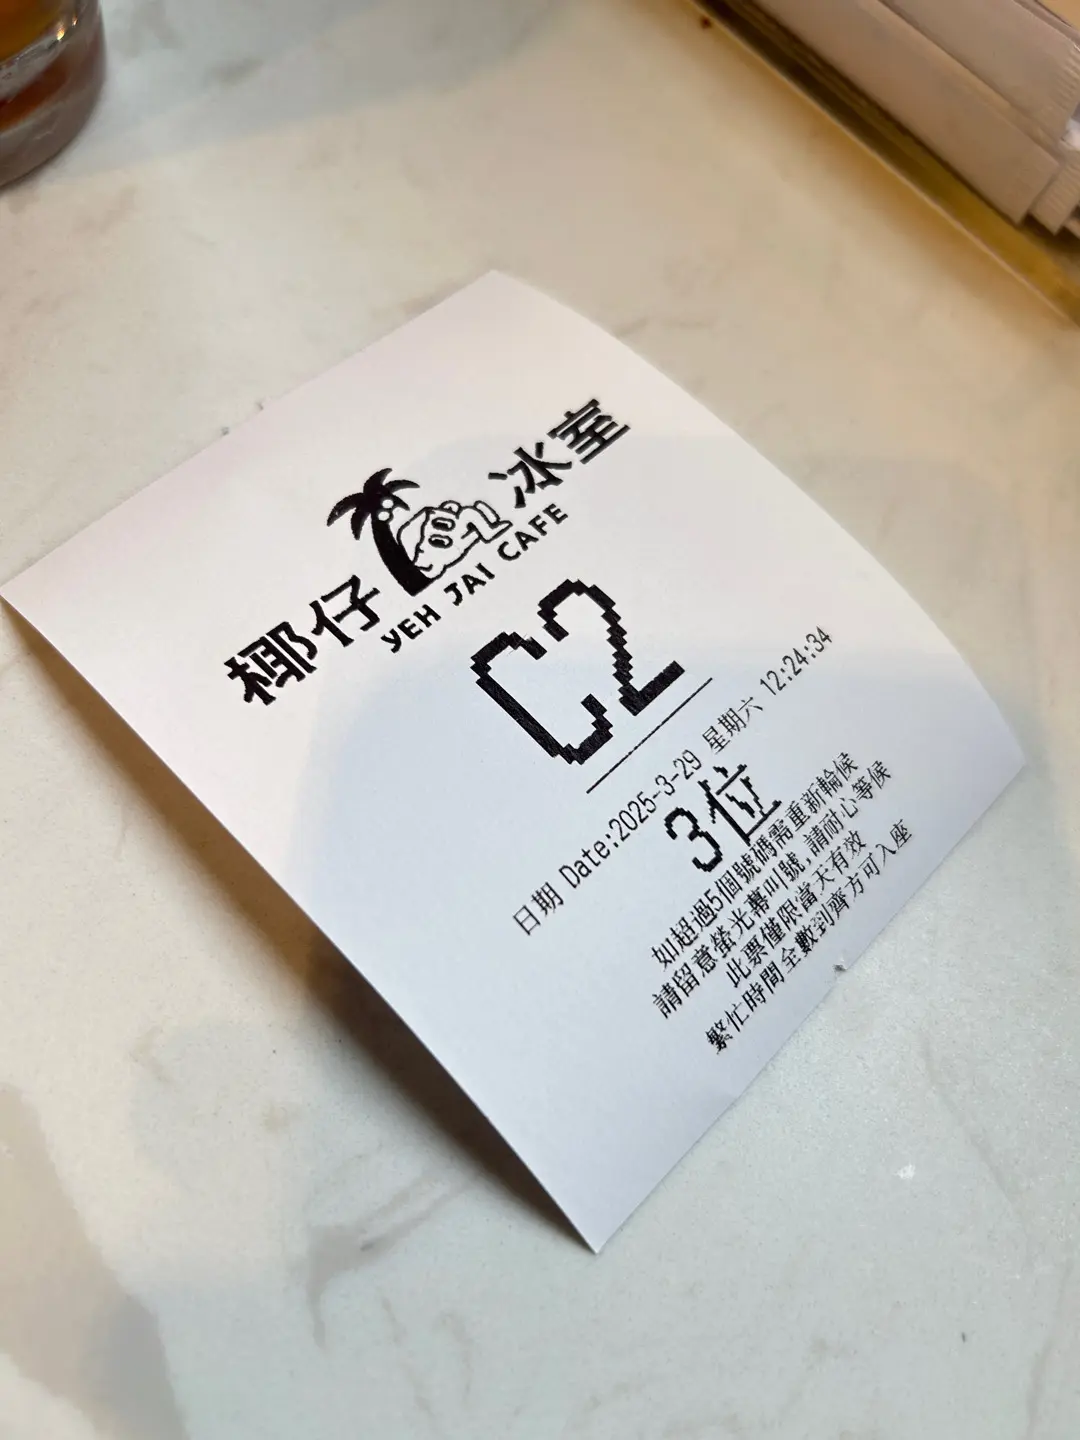 椰仔冰室
YEH JAI CAFE
C2
日期 Date:2025-3-29 星期六 12:24:34
3位
如超過5個號碼需重新輪候
請留意螢光幕叫號,請耐心等候
此票僅限當天有效
繁忙時間全數到齊方可入座